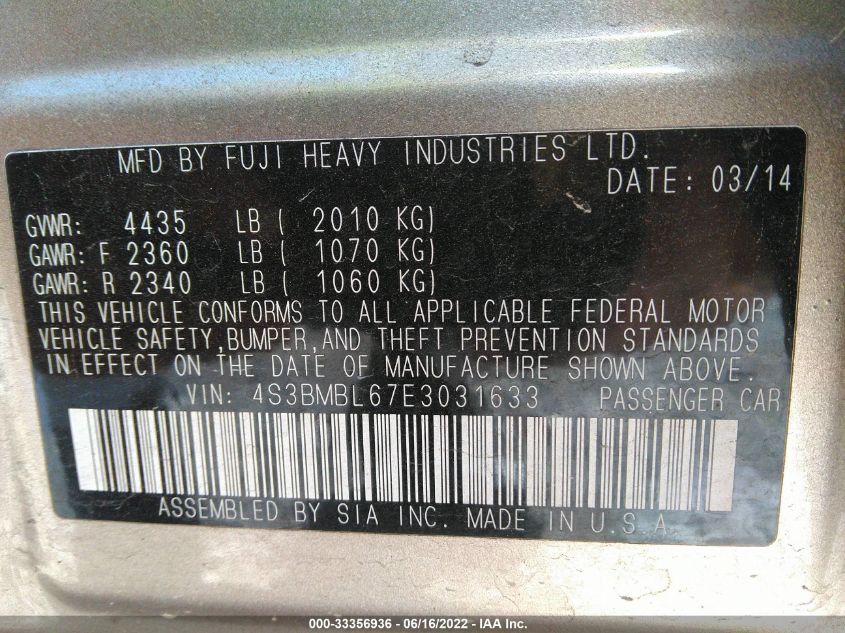 MFD BY FUJI HEAVY INDUSTRIES LTD.
DATE: 03/14
GVWR: 4435 LB ( 2010 KG)
GAWR: F 2360 LB ( 1070 KG)
GAWR: R 2340 LB ( 1060 KG)
THIS VEHICLE CONFORMS TO ALL APPLICABLE FEDERAL MOTOR
VEHICLE SAFETY,BUMPER,AND THEFT PREVENTION STANDARDS
IN EFFECT ON THE DATE OF MANUFACTURE SHOWN ABOVE.
VIN: 4S3BMBL67E3031633 PASSENGER CAR
ASSEMBLED BY SIA INC. MADE IN U.S.A.
000-33356936 - 06/16/2022 - IAA Inc.